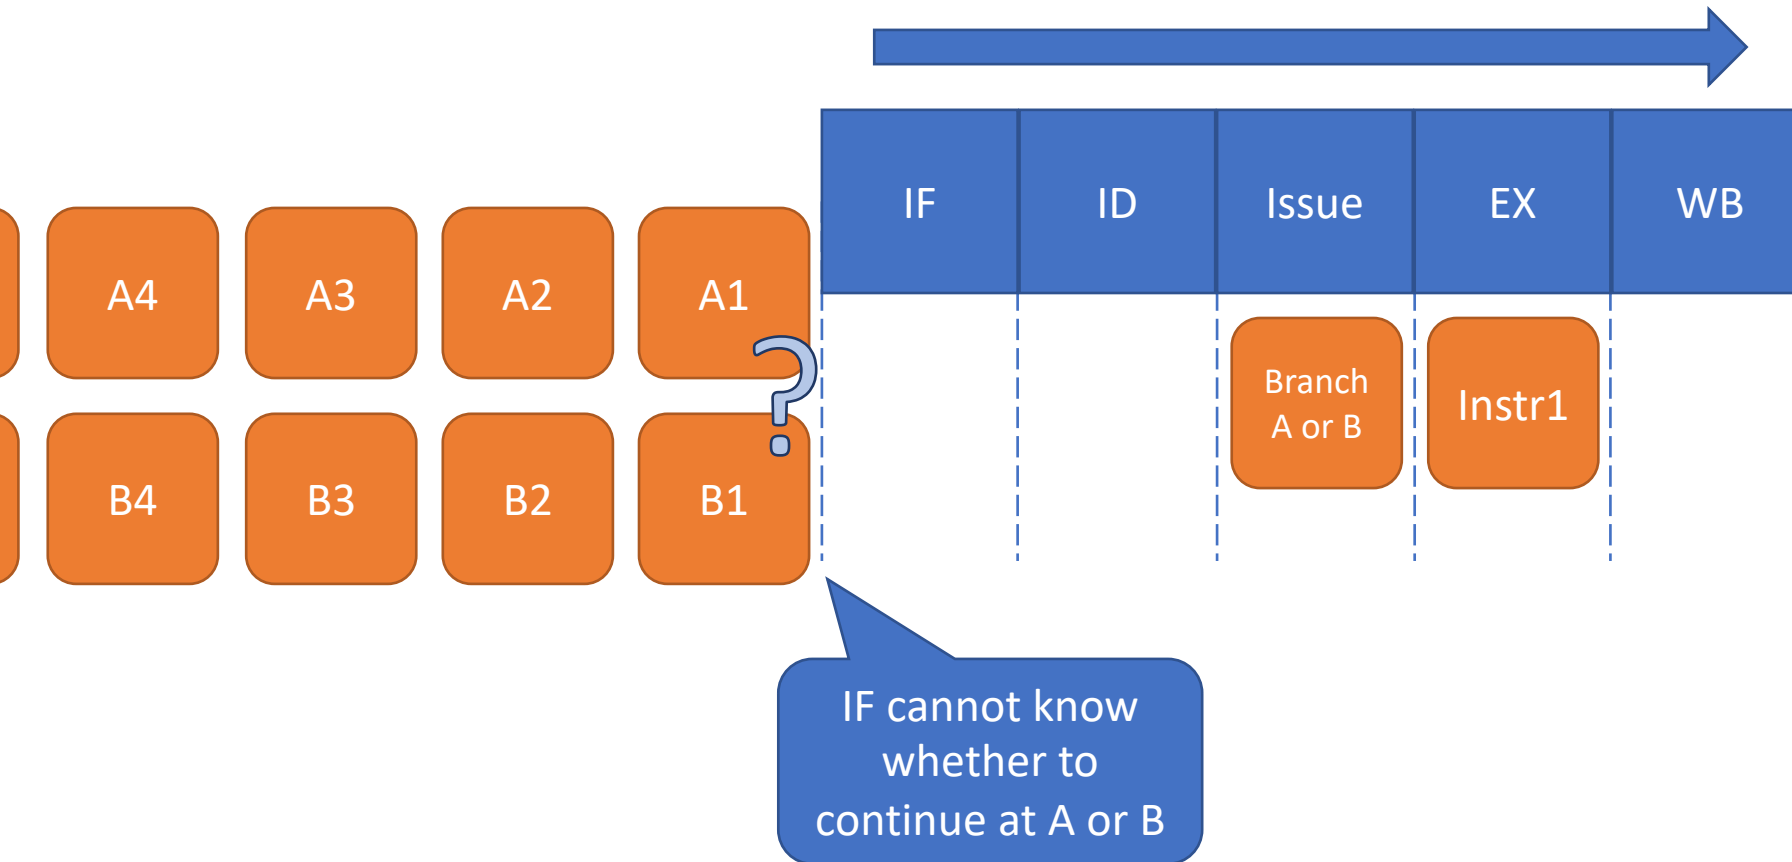 IF
ID
Issue
EX
WB
A4
A3
A2
A1
?
Branch
A or B
Instr1
B4
B3
B2
B1
IF cannot know
whether to
continue at A or B